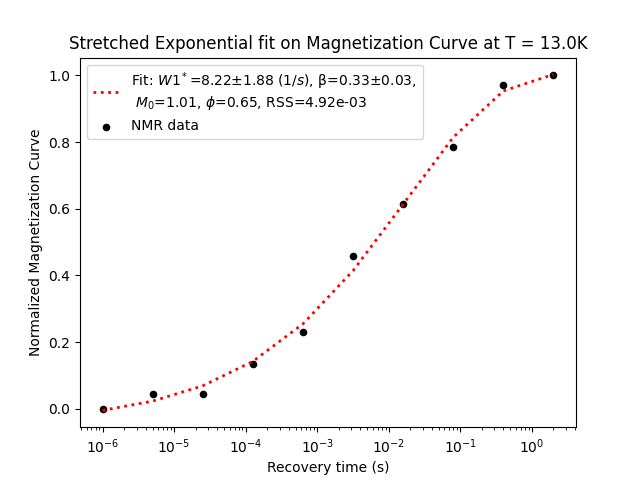 Stretched Exponential fit on Magnetization Curve at T = 13.0K
Fit: W1*=8.22±1.88 (1/s), β=0.33±0.03,
M₀=1.01, ϕ=0.65, RSS=4.92e-03
NMR data
Normalized Magnetization Curve
1.0
0.8
0.6
0.4
0.2
0.0
10⁻⁶ 10⁻⁵ 10⁻⁴ 10⁻³ 10⁻² 10⁻¹ 10⁰
Recovery time (s)